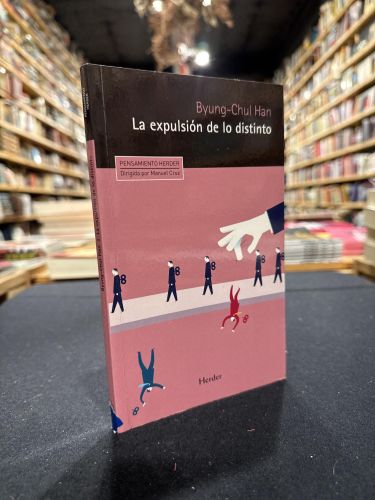 Byung-Chul Han
La expulsión de lo distinto
PENSAMIENTO HERDER
Dirigida por Manuel Cruz
Herder